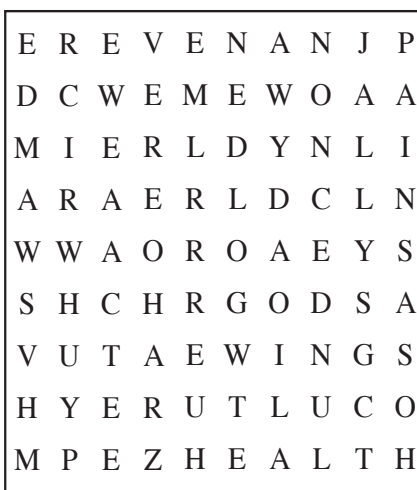 E R E V E N A N J P
D C W E M E W O A A
M I E R L D Y N L I
A R A E R L D C L N
W W A O R O A E Y S
S H C H R G O D S A
V U T A E W I N G S
H Y E R U T L U C O
M P E Z H E A L T H